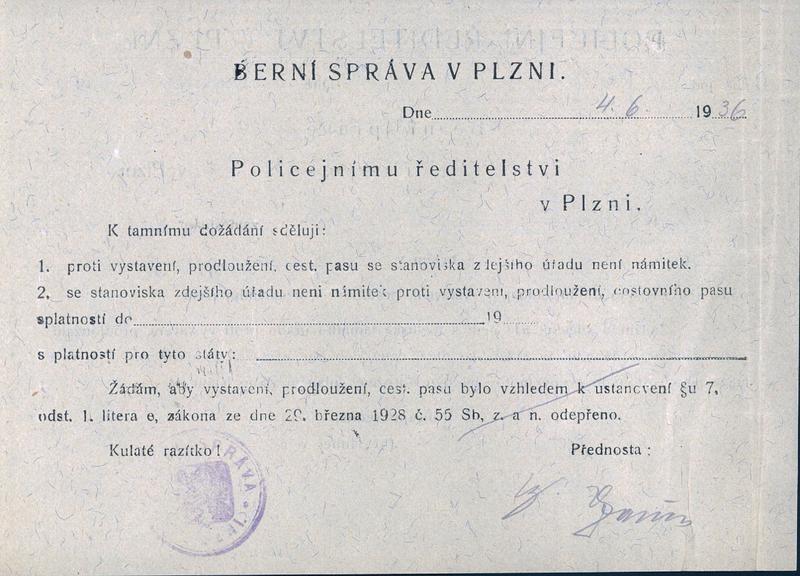 BERNÍ SPRÁVA V PLZNI.
Dne 4. 6. 1936
Policejnímu ředitelstvi
v Plzni.
K tamnímu dožádání sděluji:
1. proti vystavení, prodloužení, cest. pasu se stanoviska zdejšího úřadu není námitek.
2. se stanoviska zdejšího úřadu neni námitek proti vystavení, prodloužení, cestovního pasu
splatností do 19
s platností pro tyto státy:
Žádám, aby vystavení, prodloužení, cest. pasu bylo vzhledem k ustanovení §u 7,
odst. 1. litera e, zákona ze dne 29. března 1928 č. 55 Sb. z. a n. odepřeno.
Kulaté razítko! Přednosta: